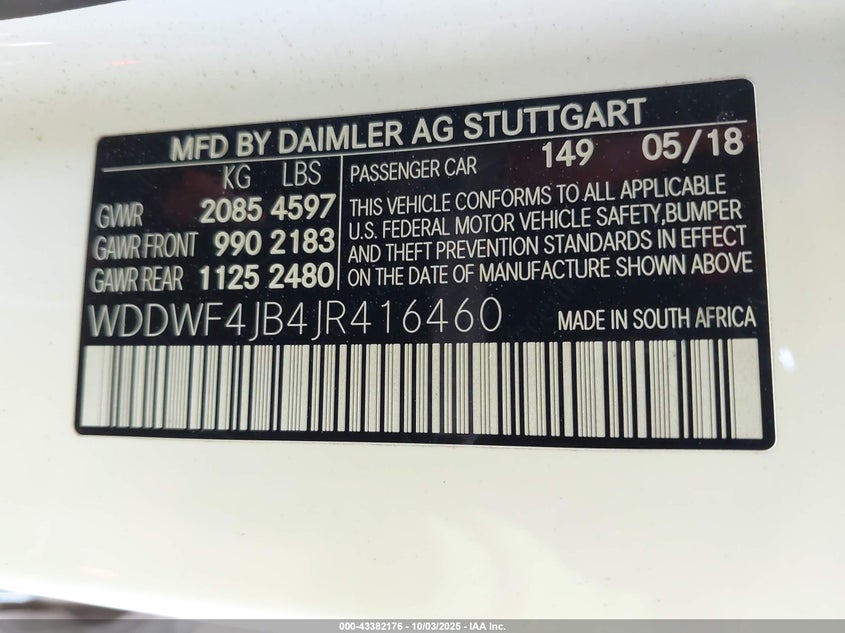 MFD BY DAIMLER AG STUTTGART
KG LBS
GVWR 2085 4597
GAWR FRONT 990 2183
GAWR REAR 1125 2480
PASSENGER CAR 149 05/18
THIS VEHICLE CONFORMS TO ALL APPLICABLE
U.S. FEDERAL MOTOR VEHICLE SAFETY,BUMPER
AND THEFT PREVENTION STANDARDS IN EFFECT
ON THE DATE OF MANUFACTURE SHOWN ABOVE
WDDWF4JB4JR416460 MADE IN SOUTH AFRICA
000-43382176 - 10/03/2025 - IAA Inc.